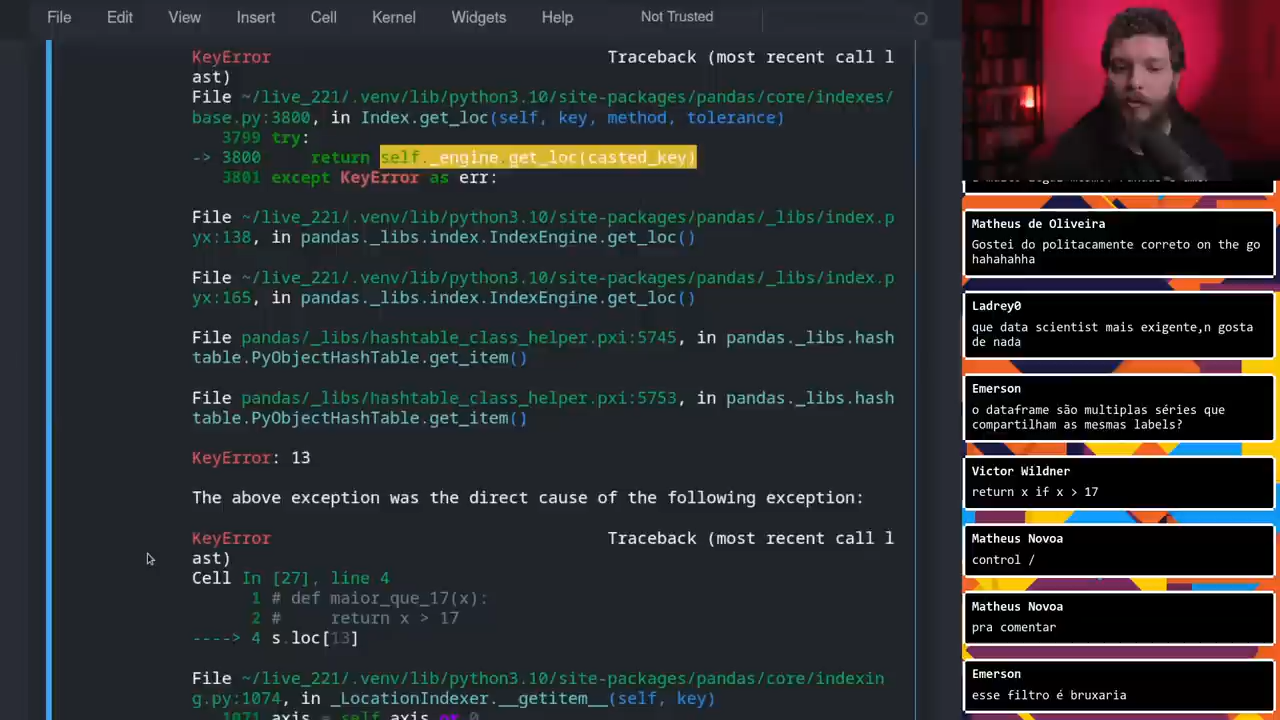 File Edit View Insert Cell Kernel Widgets Help Not Trusted
KeyError Traceback (most recent call l
ast)
File ~/live_221/.venv/lib/python3.10/site-packages/pandas/core/indexes/
base.py:3800, in Index.get_loc(self, key, method, tolerance)
3799 try:
-> 3800 return self._engine.get_loc(casted_key)
3801 except KeyError as err:
File ~/live_221/.venv/lib/python3.10/site-packages/pandas/_libs/index.p
yx:138, in pandas._libs.index.IndexEngine.get_loc()
File ~/live_221/.venv/lib/python3.10/site-packages/pandas/_libs/index.p
yx:165, in pandas._libs.index.IndexEngine.get_loc()
File pandas/_libs/hashtable_class_helper.pxi:5745, in pandas._libs.hash
table.PyObjectHashTable.get_item()
File pandas/_libs/hashtable_class_helper.pxi:5753, in pandas._libs.hash
table.PyObjectHashTable.get_item()
KeyError: 13
The above exception was the direct cause of the following exception:
KeyError Traceback (most recent call l
ast)
Cell In [27], line 4
1 # def maior_que_17(x):
2 # return x > 17
----> 4 s.loc[13]
File ~/live_221/.venv/lib/python3.10/site-packages/pandas/core/indexin
g.py:1074, in _LocationIndexer.__getitem__(self, key)
1071 axis = self.axis or 0
Matheus de Oliveira
Gostei do politacamente correto on the go
hahahahha
Ladrey0
que data scientist mais exigente,n gosta
de nada
Emerson
o dataframe são multiplas séries que
compartilham as mesmas labels?
Victor Wildner
return x if x > 17
Matheus Novoa
control /
Matheus Novoa
pra comentar
Emerson
esse filtro é bruxaria